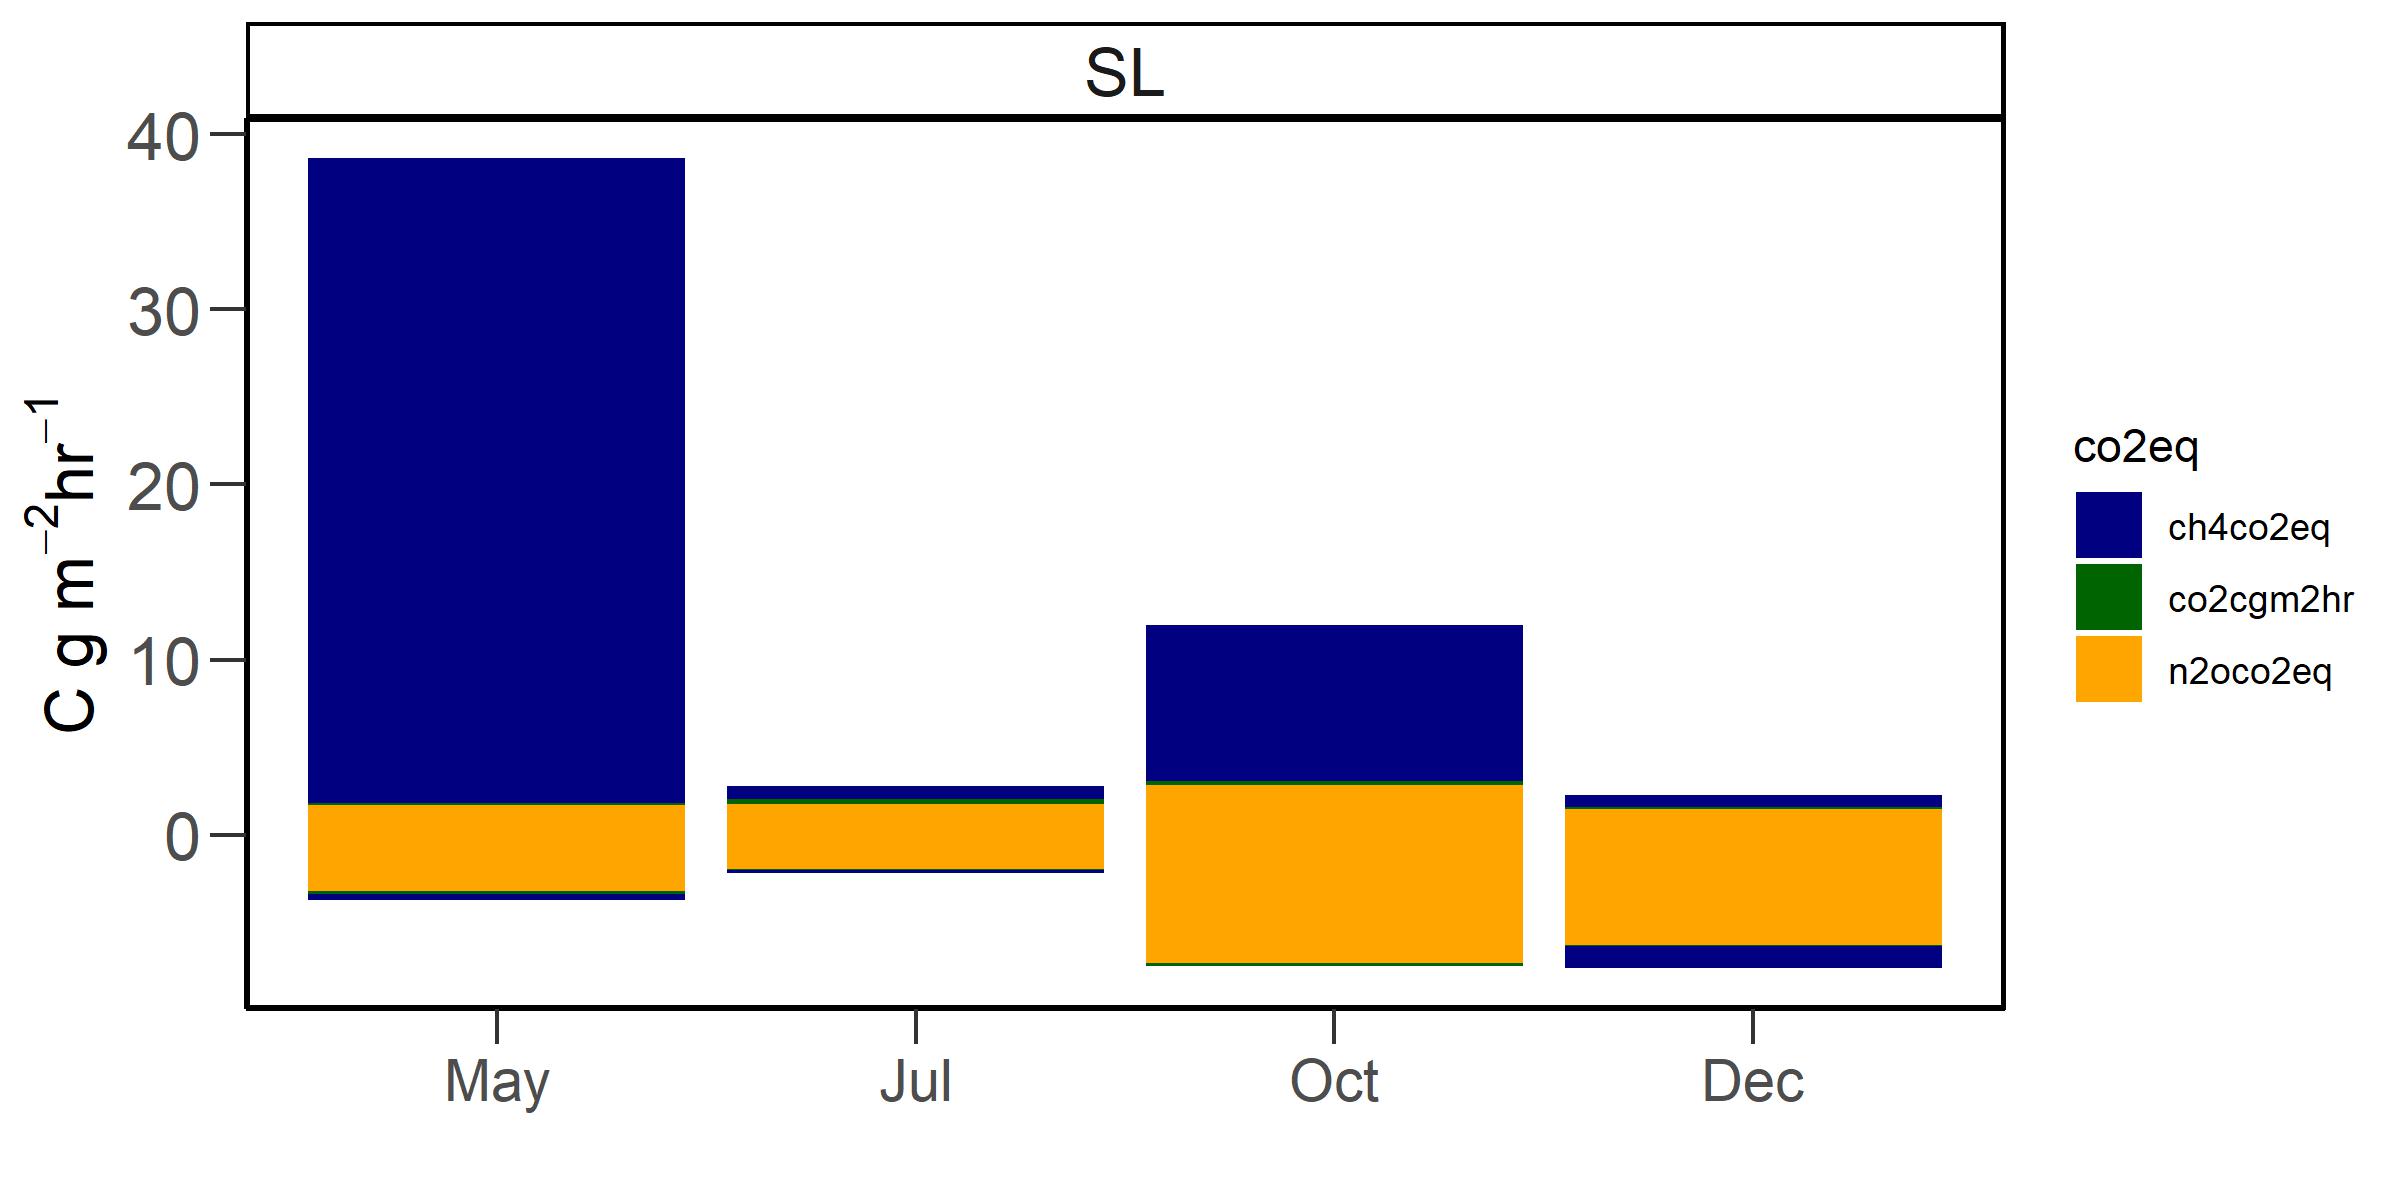 SL
40
30
20
10
0
C g m⁻²hr⁻¹
May Jul Oct Dec
co2eq
ch4co2eq
co2cgm2hr
n2oco2eq